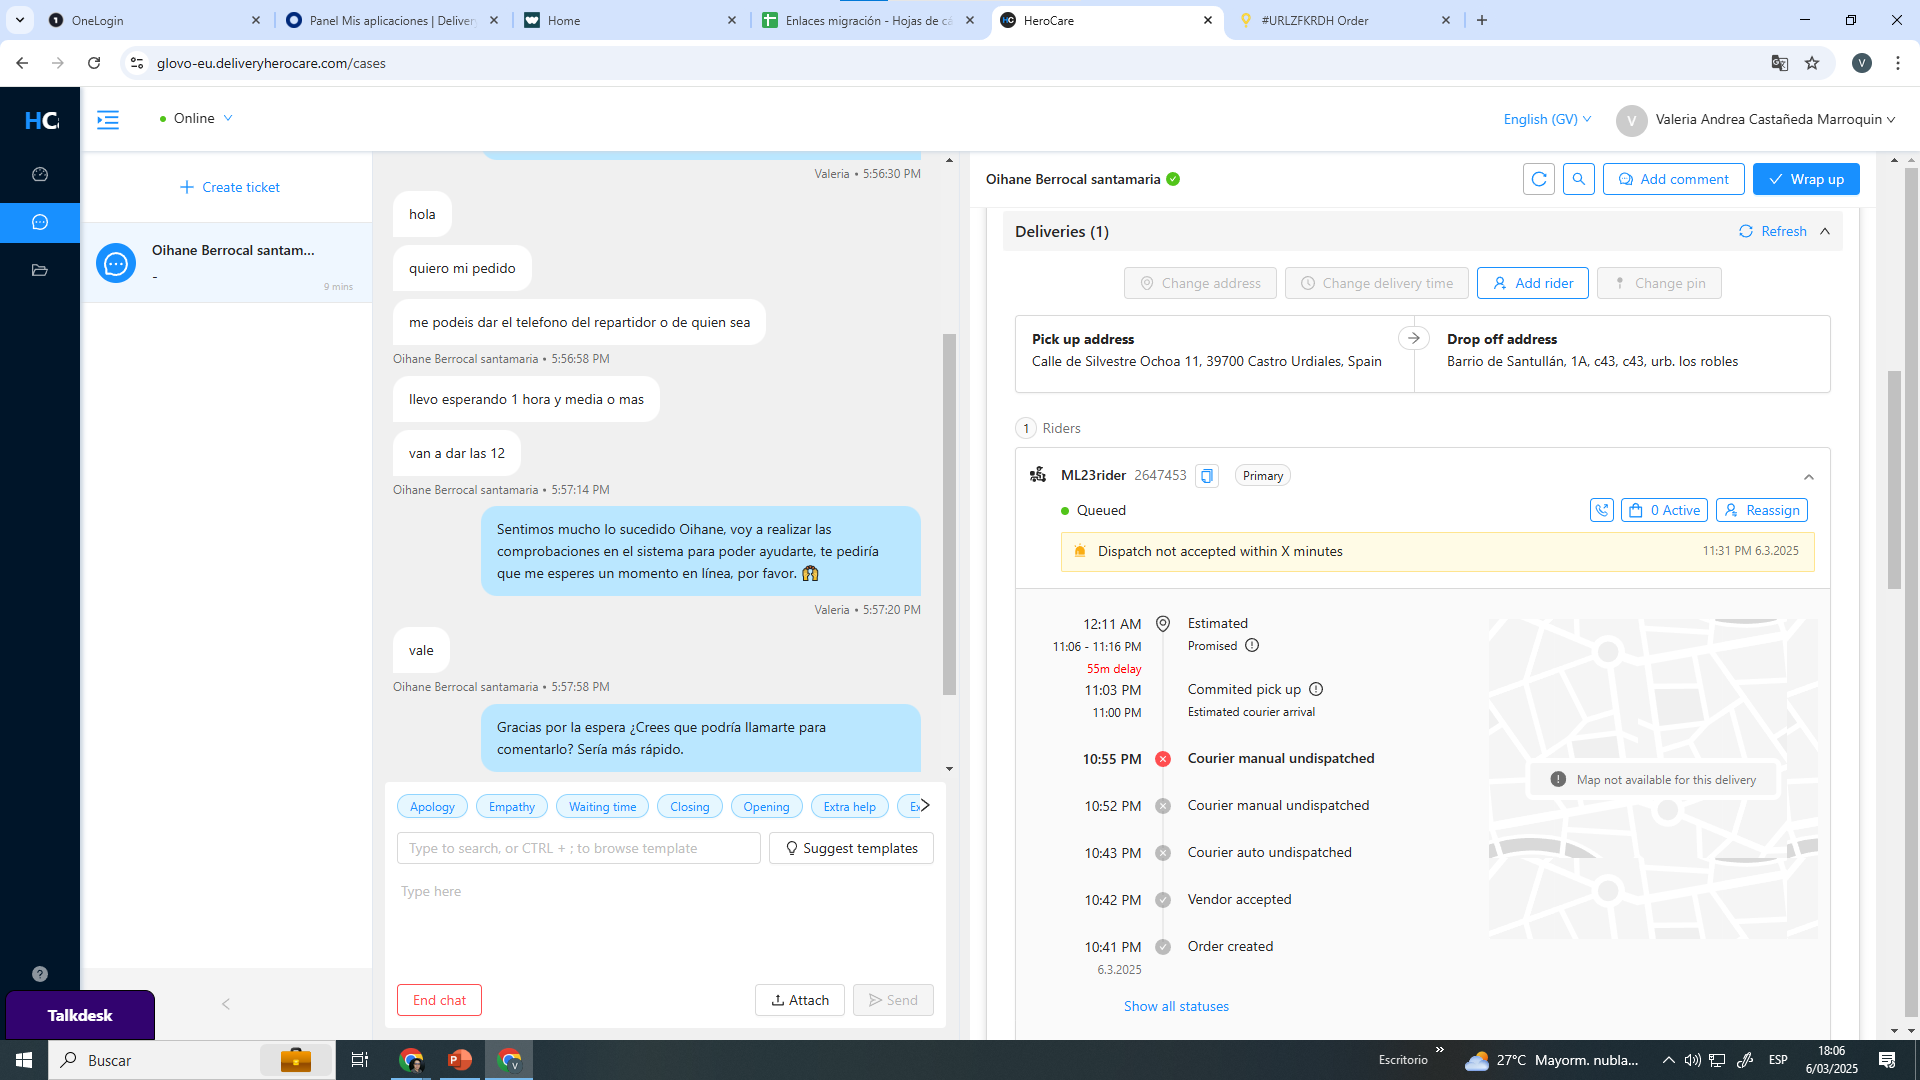 OneLogin
Panel Mis aplicaciones | Deliver
Home
Enlaces migración - Hojas de cá
HC HeroCare
#URLZFKRDH Order
glovo-eu.deliveryherocare.com/cases
V
HC
Online
English (GV)
V
Valeria Andrea Castañeda Marroquin
Create ticket
Oihane Berrocal santam...
-
9 mins
Valeria • 5:56:30 PM
hola
quiero mi pedido
me podeis dar el telefono del repartidor o de quien sea
Oihane Berrocal santamaria • 5:56:58 PM
llevo esperando 1 hora y media o mas
van a dar las 12
Oihane Berrocal santamaria • 5:57:14 PM
Sentimos mucho lo sucedido Oihane, voy a realizar las
comprobaciones en el sistema para poder ayudarte, te pediría
que me esperes un momento en línea, por favor.
Valeria • 5:57:20 PM
vale
Oihane Berrocal santamaria • 5:57:58 PM
Gracias por la espera ¿Crees que podría llamarte para
comentarlo? Sería más rápido.
Apology Empathy Waiting time Closing Opening Extra help Ex
Type to search, or CTRL + ; to browse template
Suggest templates
Type here
End chat
Attach
Send
Oihane Berrocal santamaria
Add comment
Wrap up
Deliveries (1)
Refresh
Change address
Change delivery time
Add rider
Change pin
Pick up address
Calle de Silvestre Ochoa 11, 39700 Castro Urdiales, Spain
Drop off address
Barrio de Santullán, 1A, c43, c43, urb. los robles
1 Riders
ML23rider 2647453 Primary
Queued
0 Active
Reassign
Dispatch not accepted within X minutes
11:31 PM 6.3.2025
12:11 AM Estimated
11:06 - 11:16 PM Promised
55m delay
11:03 PM Commited pick up
11:00 PM Estimated courier arrival
10:55 PM Courier manual undispatched
10:52 PM Courier manual undispatched
10:43 PM Courier auto undispatched
10:42 PM Vendor accepted
10:41 PM Order created
6.3.2025
Show all statuses
Map not available for this delivery
Talkdesk
Buscar
Escritorio
27°C Mayorm. nubla...
ESP
18:06
6/03/2025